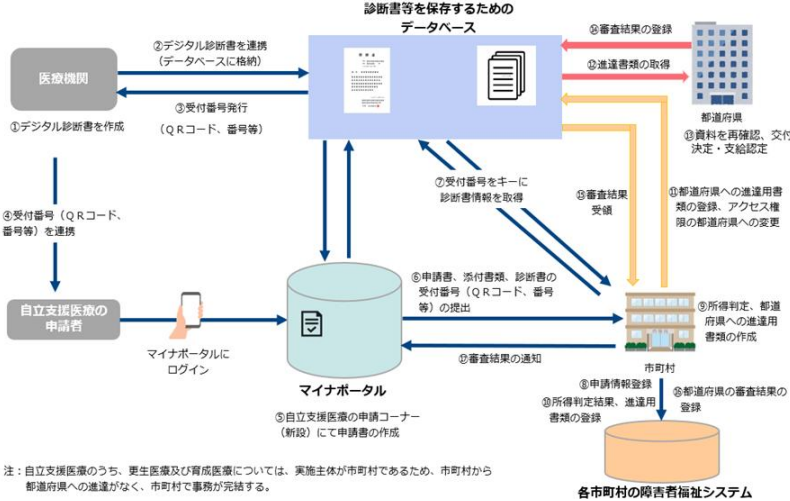 診断書等を保存するための
データベース
②デジタル診断書を連携
（データベースに格納）
③受付番号発行
（ＱＲコード、番号等）
医療機関
①デジタル診断書を作成
⑭審査結果の登録
⑫進達書類の取得
都道府県
⑬資料を再確認、交付
決定・支給認定
④受付番号（ＱＲコード、
番号等）を連携
⑦受付番号をキーに
診断書情報を取得
⑮審査結果
受領
⑪都道府県への進達用書
類の登録、アクセス権
限の都道府県への変更
自立支援医療の
申請者
マイナポータルに
ログイン
⑥申請書、添付書類、診断書の
受付番号（ＱＲコード、番号
等）の提出
⑰審査結果の通知
マイナポータル
⑤自立支援医療の申請コーナー
（新設）にて申請書の作成
⑨所得判定、都道
府県への進達用
書類の作成
市町村
⑧申請情報登録
⑩所得判定結果、進達用
書類の登録
⑯都道府県の審査結果の
登録
各市町村の障害者福祉システム
注：自立支援医療のうち、更生医療及び育成医療については、実施主体が市町村であるため、市町村から
都道府県への進達がなく、市町村で事務が完結する。